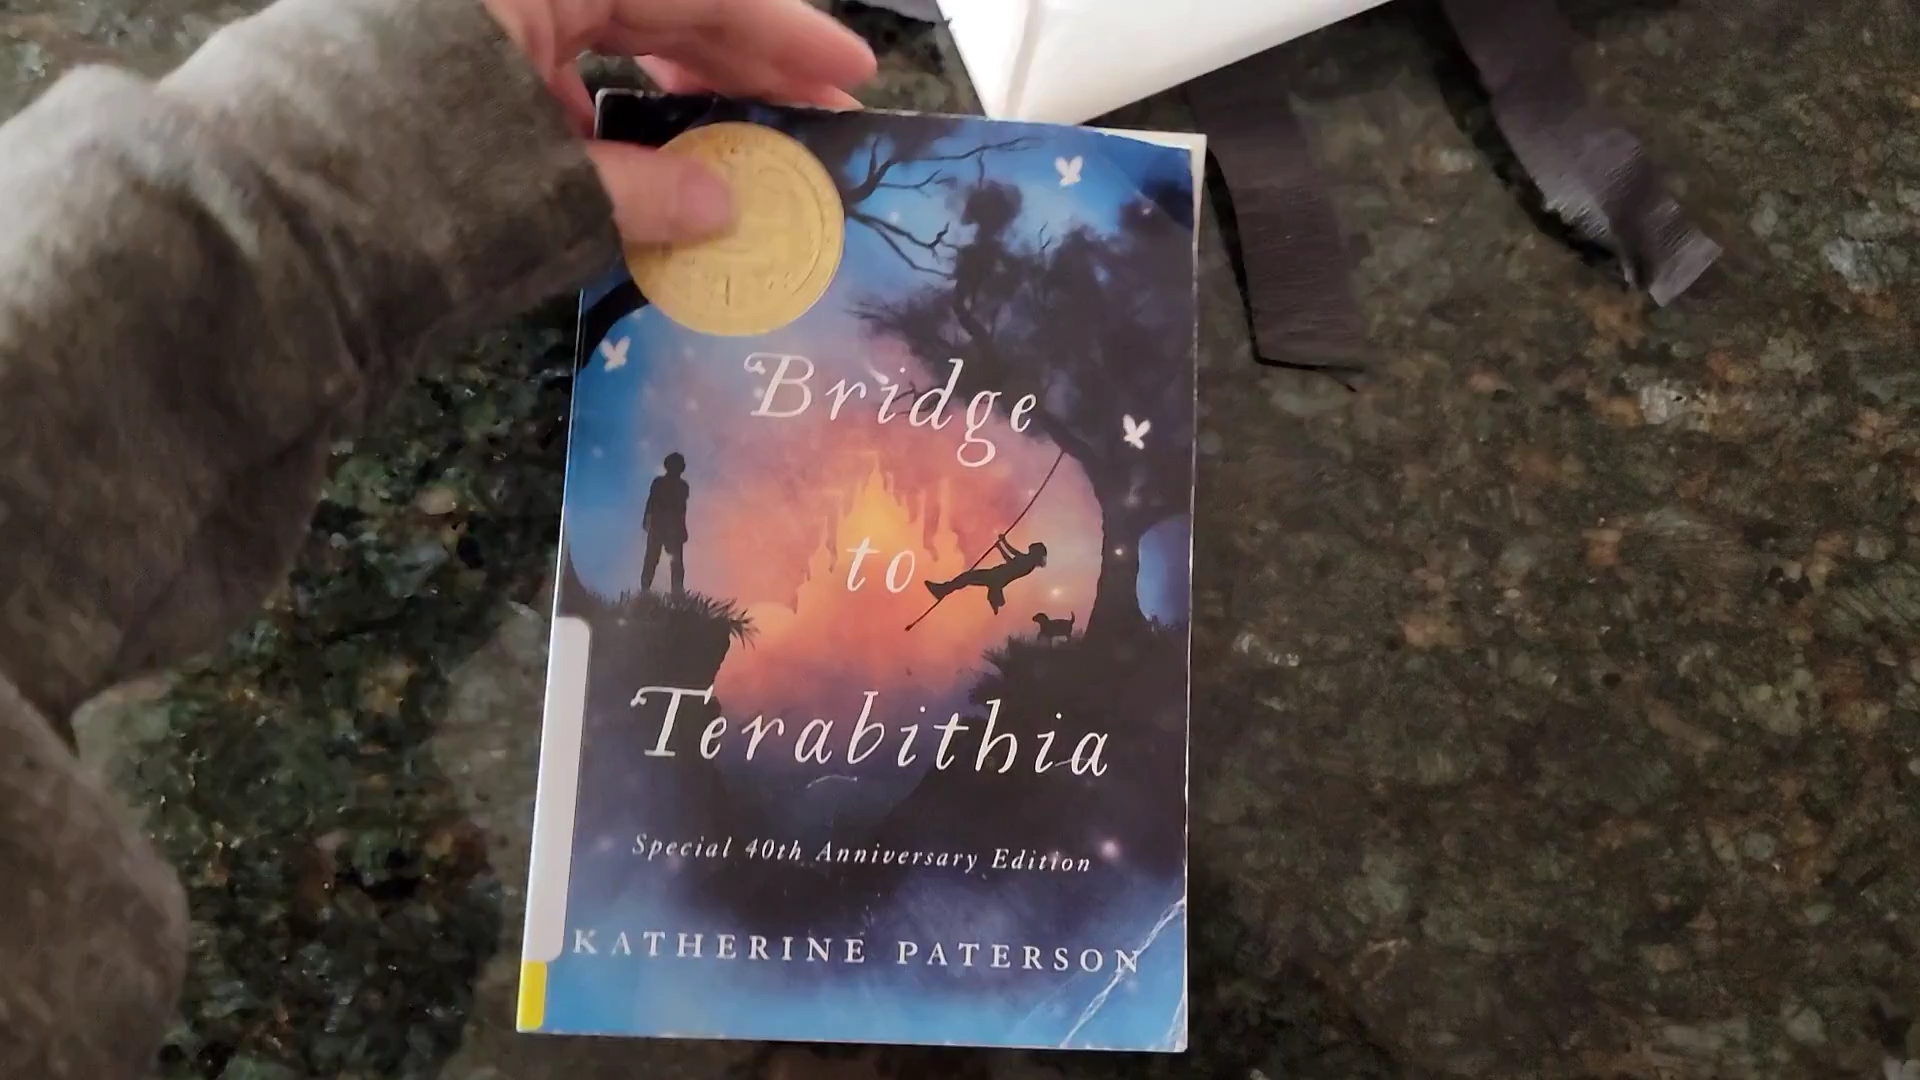 Bridge
to
Terabithia
Special 40th Anniversary Edition
KATHERINE PATERSON